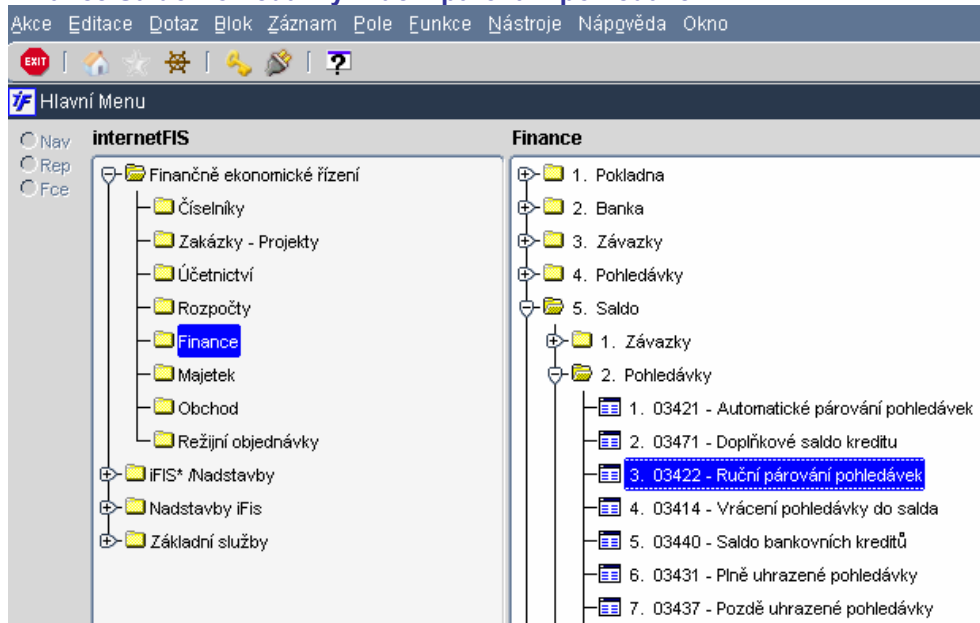 Akce Editace Dotaz Blok Záznam Pole Funkce Nástroje Nápověda Okno
EXIT
Hlavní Menu
Nav
Rep
Fce
internetFIS
Finančně ekonomické řízení
Číselníky
Zakázky - Projekty
Účetnictví
Rozpočty
Finance
Majetek
Obchod
Režijní objednávky
iFIS* /Nadstavby
Nadstavby iFis
Základní služby
Finance
1. Pokladna
2. Banka
3. Závazky
4. Pohledávky
5. Saldo
1. Závazky
2. Pohledávky
1. 03421 - Automatické párování pohledávek
2. 03471 - Doplňkové saldo kreditu
3. 03422 - Ruční párování pohledávek
4. 03414 - Vrácení pohledávky do salda
5. 03440 - Saldo bankovních kreditů
6. 03431 - Plně uhrazené pohledávky
7. 03437 - Pozdě uhrazené pohledávky